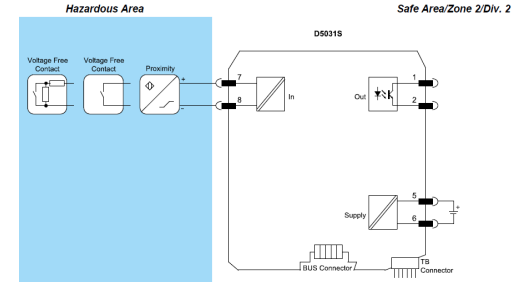 Hazardous Area
Safe Area/Zone 2/Div. 2
D5031S
Voltage Free
Contact
Voltage Free
Contact
Proximity
+
7
1
In
Out
8
2
–
5
Supply
+
6
BUS Connector
TB
Connector